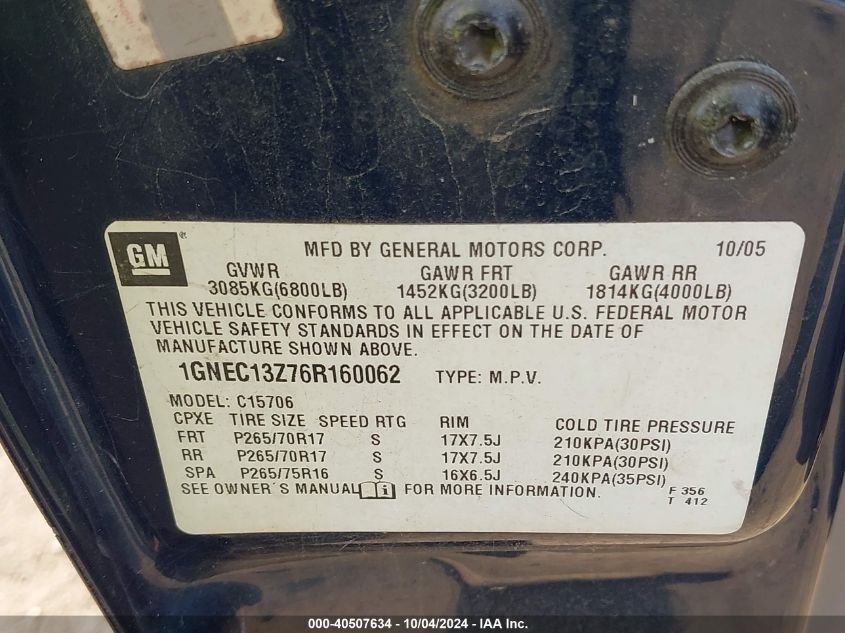 GM
MFD BY GENERAL MOTORS CORP. 10/05
GVWR GAWR FRT GAWR RR
3085KG(6800LB) 1452KG(3200LB) 1814KG(4000LB)
THIS VEHICLE CONFORMS TO ALL APPLICABLE U.S. FEDERAL MOTOR
VEHICLE SAFETY STANDARDS IN EFFECT ON THE DATE OF
MANUFACTURE SHOWN ABOVE.
1GNEC13Z76R160062 TYPE: M.P.V.
MODEL: C15706
CPXE TIRE SIZE SPEED RTG RIM COLD TIRE PRESSURE
FRT P265/70R17 S 17X7.5J 210KPA(30PSI)
RR P265/70R17 S 17X7.5J 210KPA(30PSI)
SPA P265/75R16 S 16X6.5J 240KPA(35PSI)
SEE OWNER'S MANUAL i FOR MORE INFORMATION.
F 356
T 412
000-40507634 - 10/04/2024 - IAA Inc.